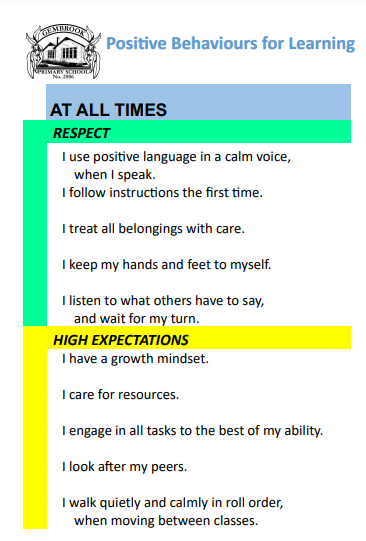 GEMBROOK
PRIMARY SCHOOL
No. 2506
Positive Behaviours for Learning
AT ALL TIMES
RESPECT
I use positive language in a calm voice,
when I speak.
I follow instructions the first time.
I treat all belongings with care.
I keep my hands and feet to myself.
I listen to what others have to say,
and wait for my turn.
HIGH EXPECTATIONS
I have a growth mindset.
I care for resources.
I engage in all tasks to the best of my ability.
I look after my peers.
I walk quietly and calmly in roll order,
when moving between classes.